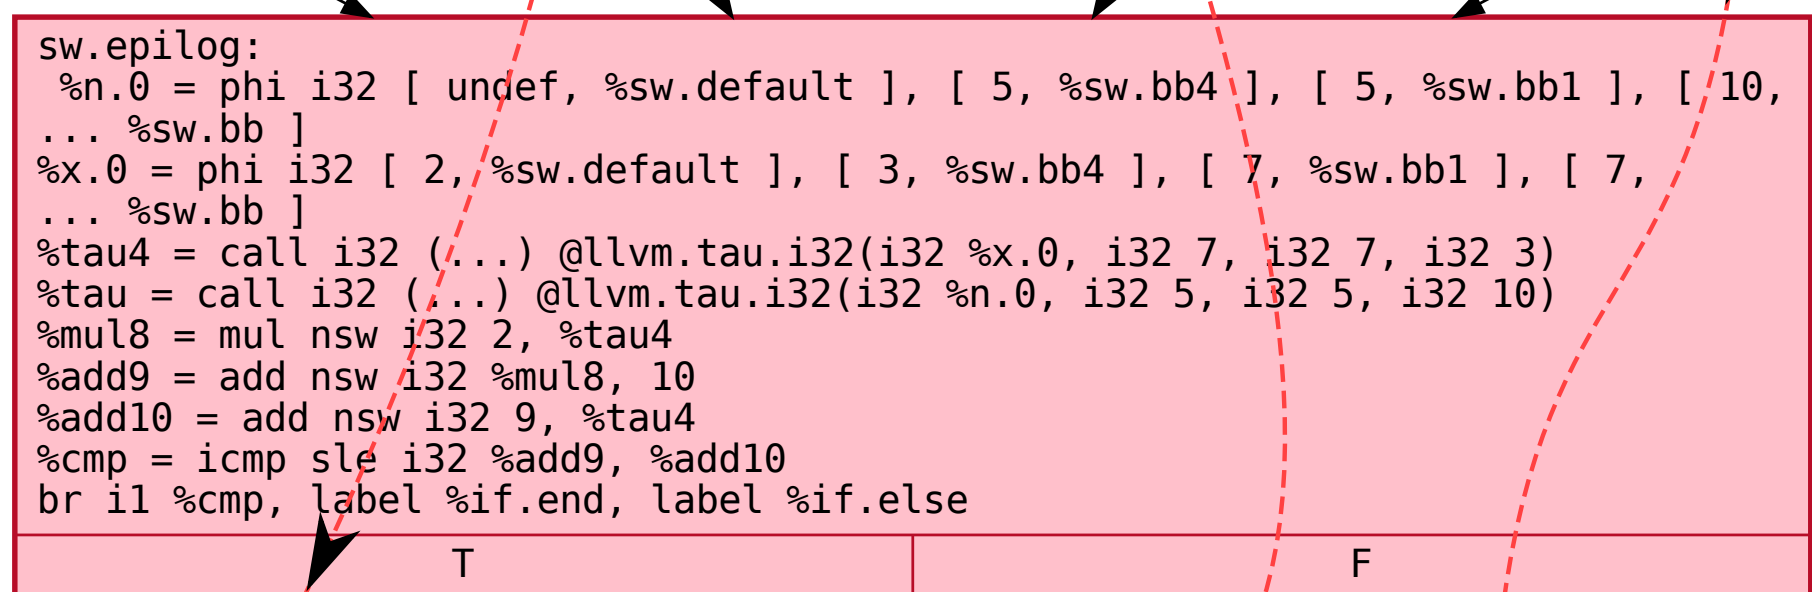 sw.epilog:
%n.0 = phi i32 [ undef, %sw.default ], [ 5, %sw.bb4 ], [ 5, %sw.bb1 ], [ 10,
... %sw.bb ]
%x.0 = phi i32 [ 2, %sw.default ], [ 3, %sw.bb4 ], [ 7, %sw.bb1 ], [ 7,
... %sw.bb ]
%tau4 = call i32 (...) @llvm.tau.i32(i32 %x.0, i32 7, i32 7, i32 3)
%tau = call i32 (...) @llvm.tau.i32(i32 %n.0, i32 5, i32 5, i32 10)
%mul8 = mul nsw i32 2, %tau4
%add9 = add nsw i32 %mul8, 10
%add10 = add nsw i32 9, %tau4
%cmp = icmp sle i32 %add9, %add10
br i1 %cmp, label %if.end, label %if.else
T F